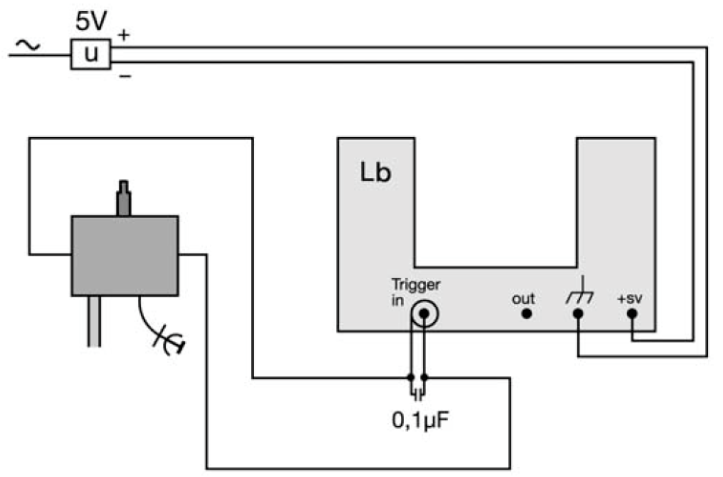 5V
+
~
u
−
Lb
Trigger
in
out
+sv
0,1µF